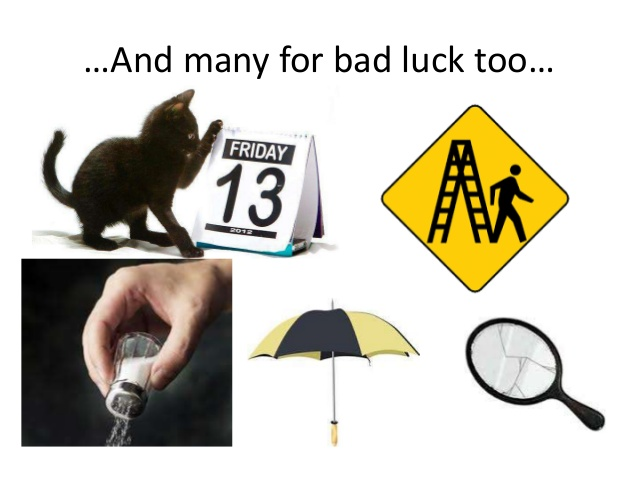 …And many for bad luck too…
FRIDAY
13
2012